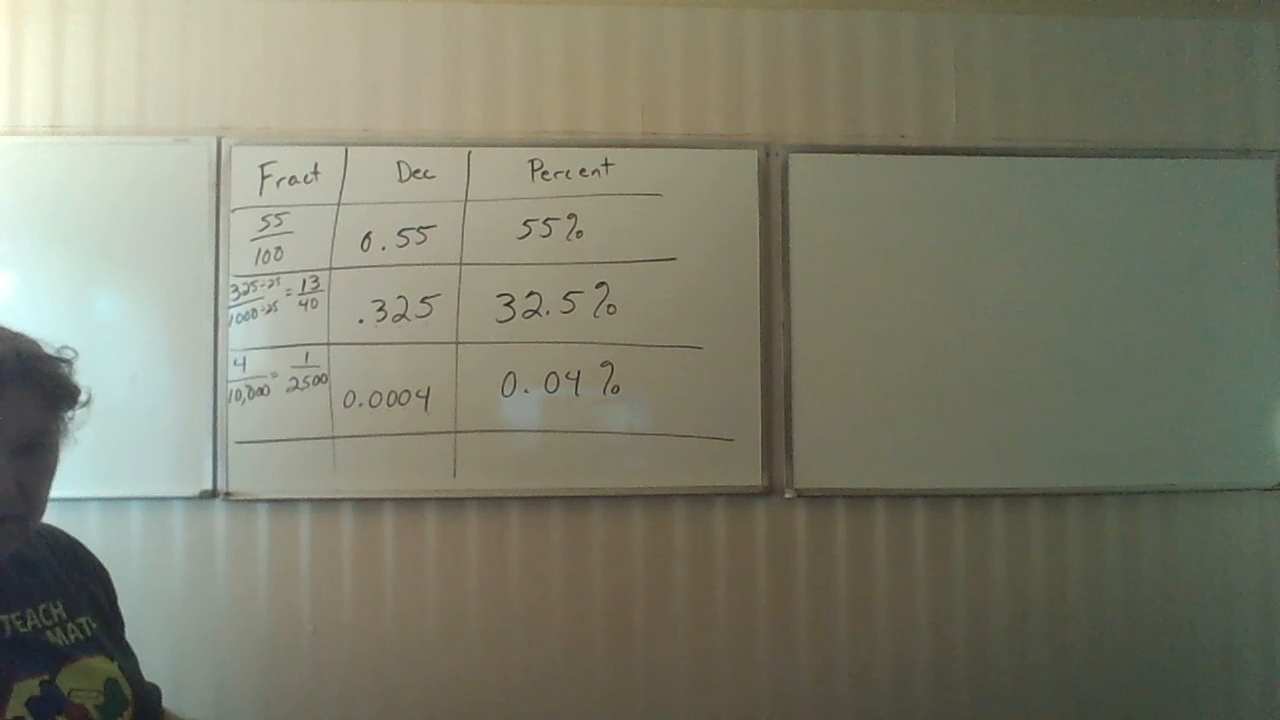 Fract Dec Percent
55/100 0.55 55%
325÷25/1000÷25 = 13/40 .325 32.5%
4/10,000 = 1/2500 0.0004 0.04%
TEACH
MAT